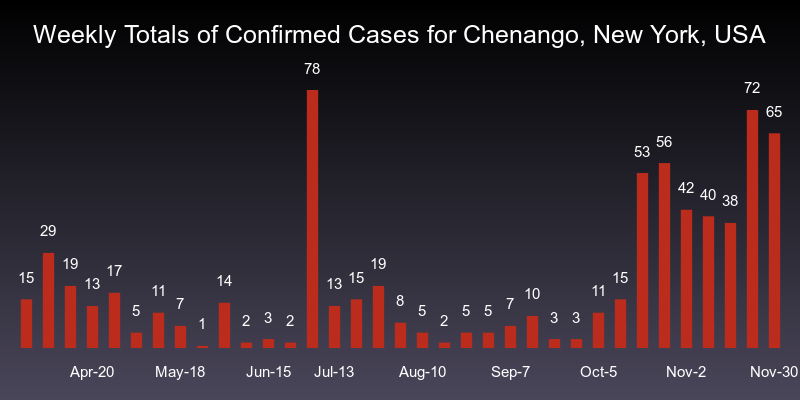 Weekly Totals of Confirmed Cases for Chenango, New York, USA
15 29 19 13 17 5 11 7 1 14 2 3 2 78 13 15 19 8 5 2 5 5 7 10 3 3 11 15 53 56 42 40 38 72 65
Apr-20 May-18 Jun-15 Jul-13 Aug-10 Sep-7 Oct-5 Nov-2 Nov-30